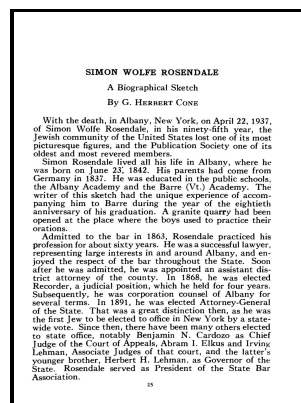 SIMON WOLFE ROSENDALE
A Biographical Sketch
By G. Herbert Cone
With the death, in Albany, New York, on April 22, 1937,
of Simon Wolfe Rosendale, in his ninety-fifth year, the
Jewish community of the United States lost one of its most
picturesque figures, and the Publication Society one of its
oldest and most revered members.
Simon Rosendale lived all his life in Albany, where he
was born on June 23, 1842. His parents had come from
Germany in 1837. He was educated in the public schools,
the Albany Academy and the Barre (Vt.) Academy. The
writer of this sketch had the unique experience of accom-
panying him to Barre during the year of the eightieth
anniversary of his graduation. A granite quarry had been
opened at the place where the boys used to practice their
orations.
Admitted to the bar in 1863, Rosendale practiced his
profession for about sixty years. He was a successful lawyer,
representing large interests in and around Albany, and en-
joyed the respect of the bar throughout the State. Soon
after he was admitted, he was appointed an assistant dis-
trict attorney of the county. In 1868, he was elected
Recorder, a judicial position, which he held for four years.
Subsequently, he was corporation counsel of Albany for
several terms. In 1891, he was elected Attorney-General
of the State. That was a great distinction then, as he was
the first Jew to be elected to office in New York by a state-
wide vote. Since then, there have been many others elected
to state office, notably Benjamin N. Cardozo as Chief
Judge of the Court of Appeals, Abram I. Elkus and Irving
Lehman, Associate Judges of that court, and the latter's
younger brother, Herbert H. Lehman, as Governor of the
State. Rosendale served as President of the State Bar
Association.
25